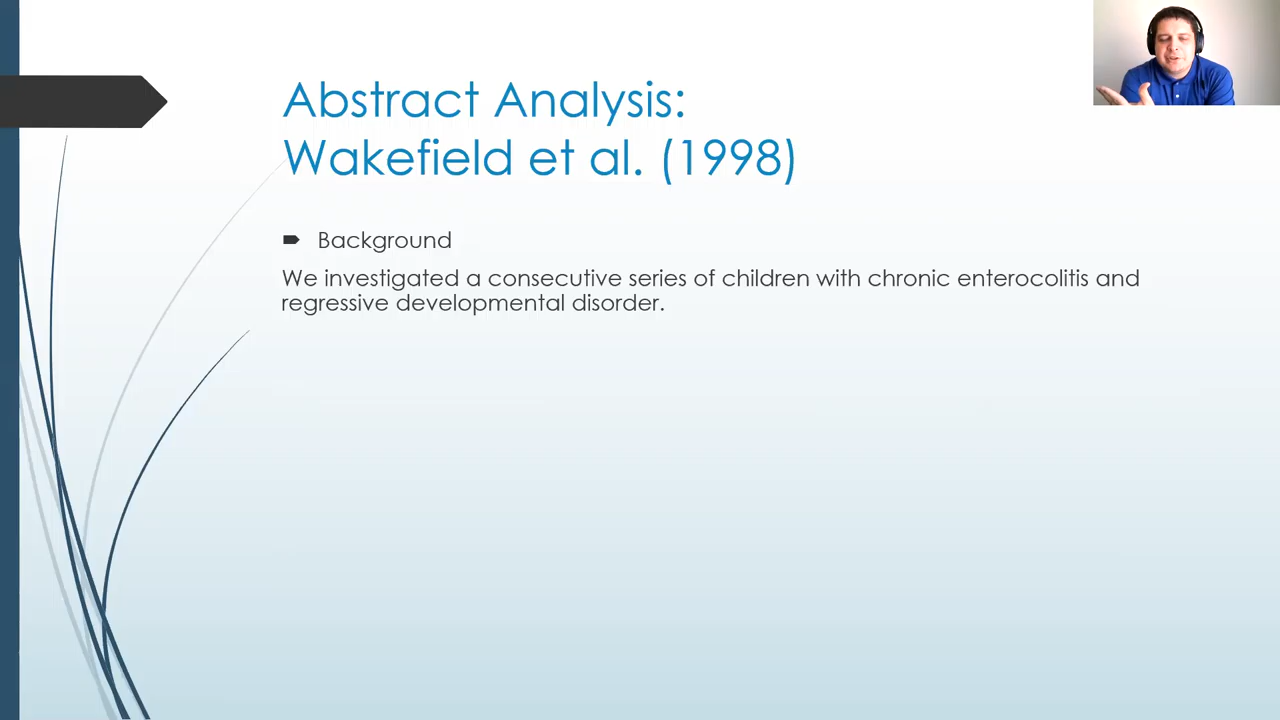 Abstract Analysis:
Wakefield et al. (1998)
Background
We investigated a consecutive series of children with chronic enterocolitis and
regressive developmental disorder.